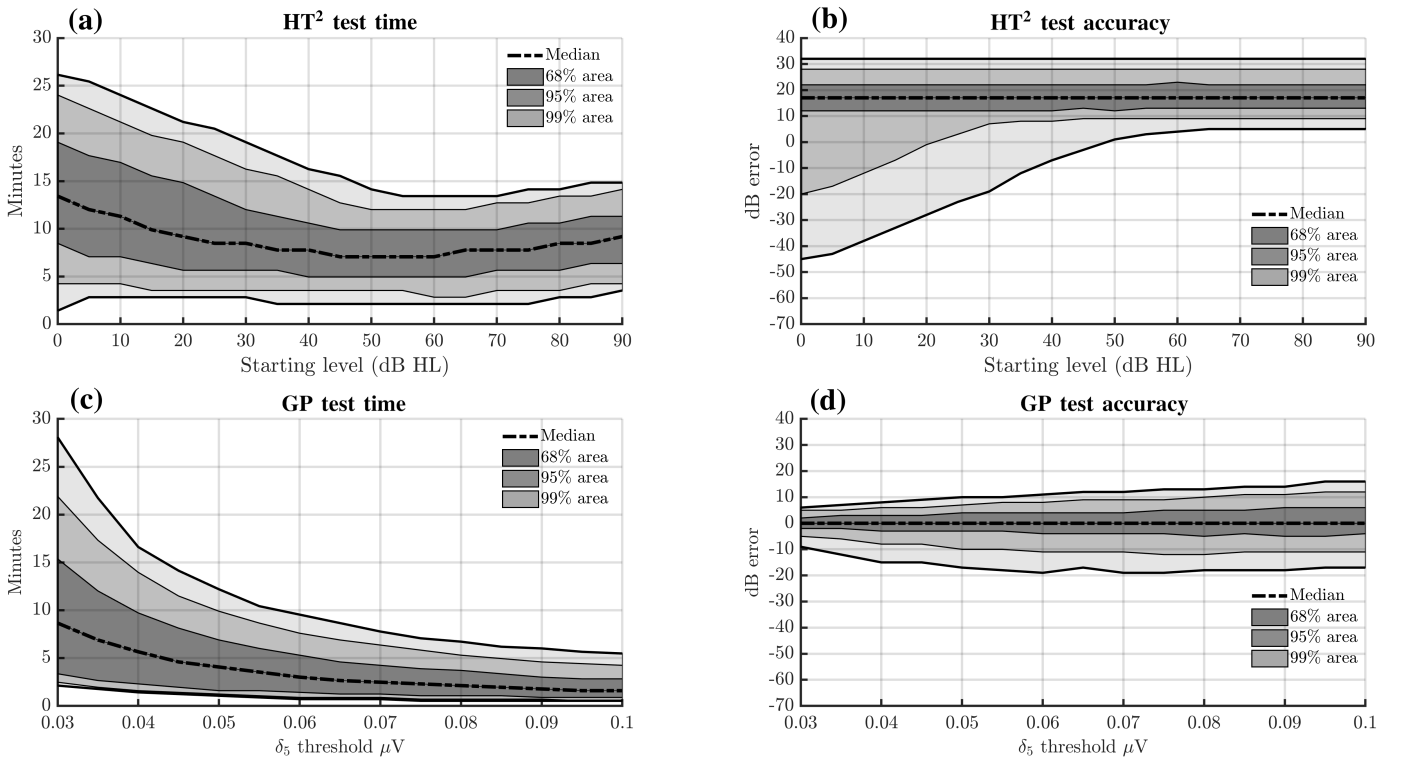 (a) HT² test time
30
25
20
15
10
5
0
Minutes
Median
68% area
95% area
99% area
0 10 20 30 40 50 60 70 80 90
Starting level (dB HL)
(b) HT² test accuracy
40
30
20
10
0
-10
-20
-30
-40
-50
-60
-70
dB error
Median
68% area
95% area
99% area
0 10 20 30 40 50 60 70 80 90
Starting level (dB HL)
(c) GP test time
30
25
20
15
10
5
0
Minutes
Median
68% area
95% area
99% area
0.03 0.04 0.05 0.06 0.07 0.08 0.09 0.1
δ₅ threshold μV
(d) GP test accuracy
40
30
20
10
0
-10
-20
-30
-40
-50
-60
-70
dB error
Median
68% area
95% area
99% area
0.03 0.04 0.05 0.06 0.07 0.08 0.09 0.1
δ₅ threshold μV